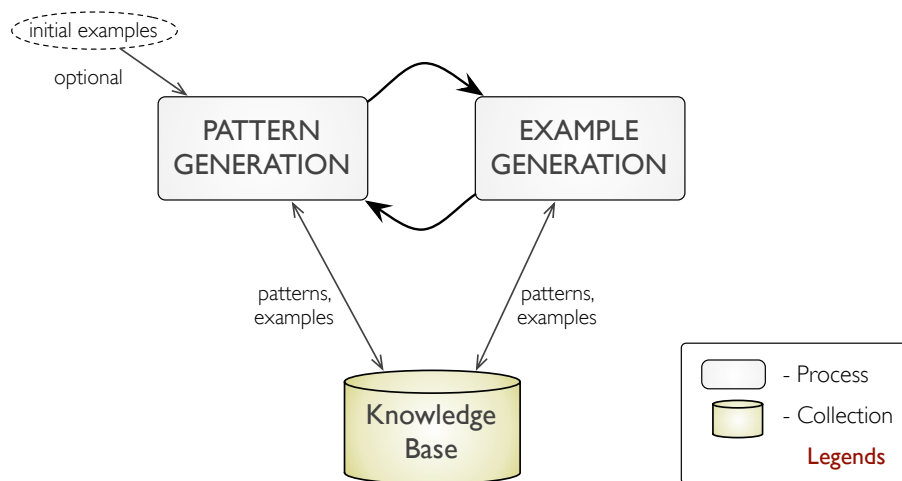 initial examples
optional
PATTERN
GENERATION
EXAMPLE
GENERATION
patterns,
examples
patterns,
examples
Knowledge
Base
- Process
- Collection
Legends